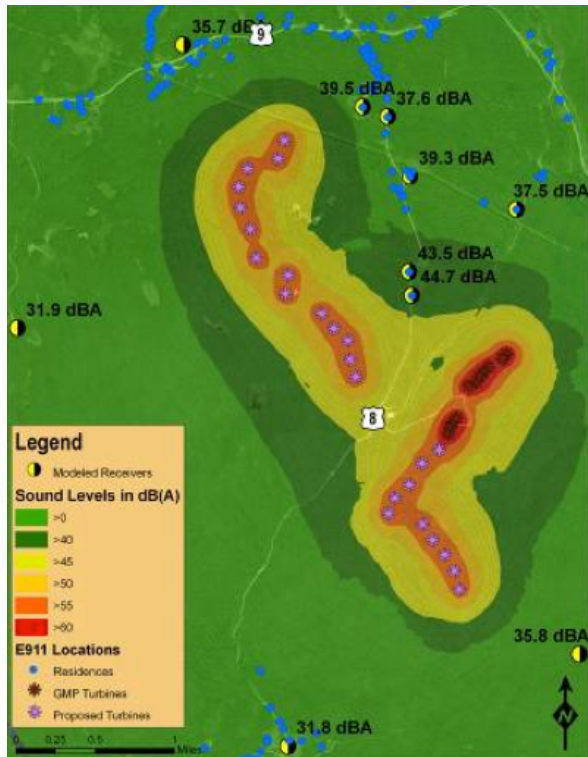 35.7 dBA
9
39.5 dBA
37.6 dBA
39.3 dBA
37.5 dBA
43.5 dBA
44.7 dBA
31.9 dBA
8
Legend
Modeled Receivers
Sound Levels in dB(A)
>0
>40
>45
>50
>55
>60
E911 Locations
Residences
GMP Turbines
Proposed Turbines
0 0.25 0.5 1
Miles
35.8 dBA
N
31.8 dBA